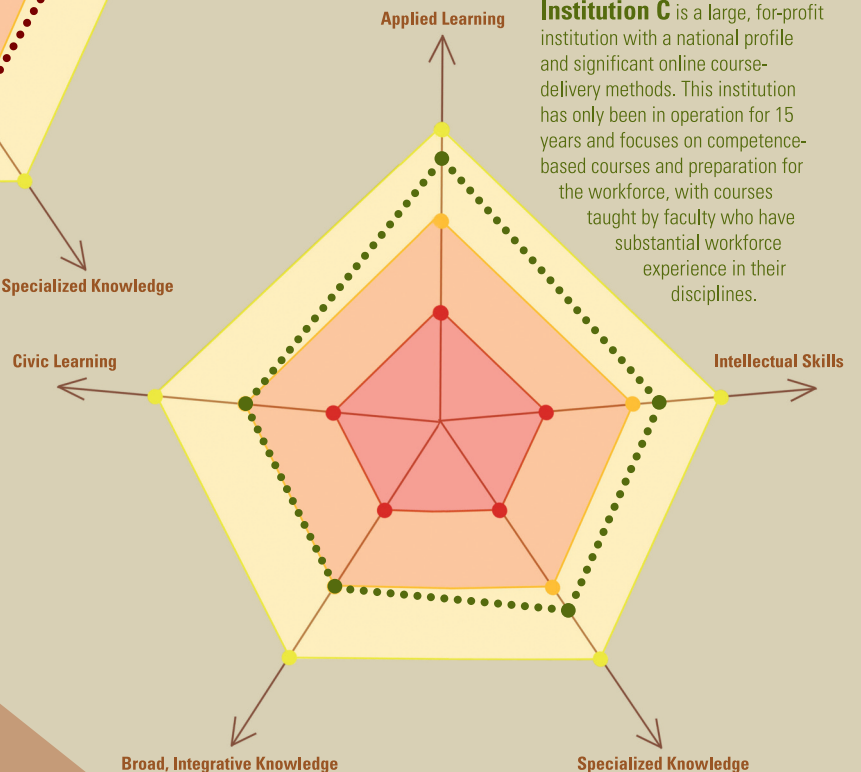 Applied Learning
Institution C is a large, for-profit
institution with a national profile
and significant online course-
delivery methods. This institution
has only been in operation for 15
years and focuses on competence-
based courses and preparation for
the workforce, with courses
taught by faculty who have
substantial workforce
experience in their
disciplines.
Specialized Knowledge
Civic Learning
Intellectual Skills
Broad, Integrative Knowledge
Specialized Knowledge